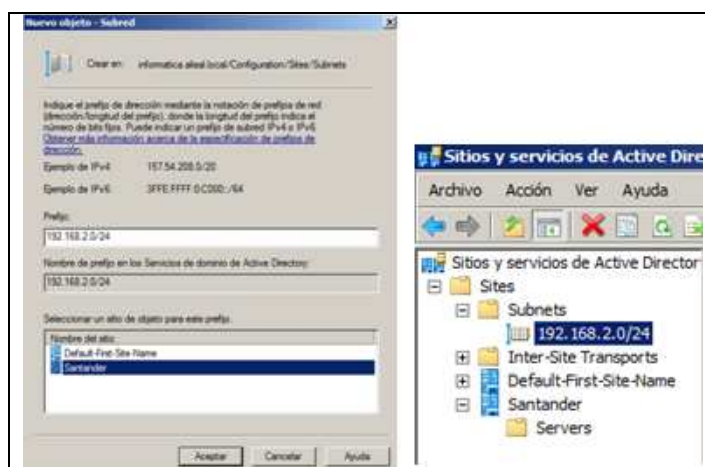 Nuevo objeto - Subred
Crear en: informatica.aleal.local/Configuration/Sites/Subnets
Indique el prefijo de dirección mediante la notación de prefijos de red
(dirección/longitud del prefijo), donde la longitud del prefijo indica el
número de bits fijos. Puede indicar un prefijo de subred IPv4 o IPv6.
Obtener más información acerca de la especificación de prefijos de
dirección.
Ejemplo de IPv4: 157.54.208.0/20
Ejemplo de IPv6: 3FFE:FFFF:0:C000::/64
Prefijo:
192.168.2.0/24
Nombre de prefijo en los Servicios de dominio de Active Directory:
192.168.2.0/24
Seleccionar un sitio de objeto para este prefijo.
Nombre del sitio
Default-First-Site-Name
Santander
Aceptar Cancelar Ayuda
Sitios y servicios de Active Dire
Archivo Acción Ver Ayuda
Sitios y servicios de Active Director
Sites
Subnets
192.168.2.0/24
Inter-Site Transports
Default-First-Site-Name
Santander
Servers